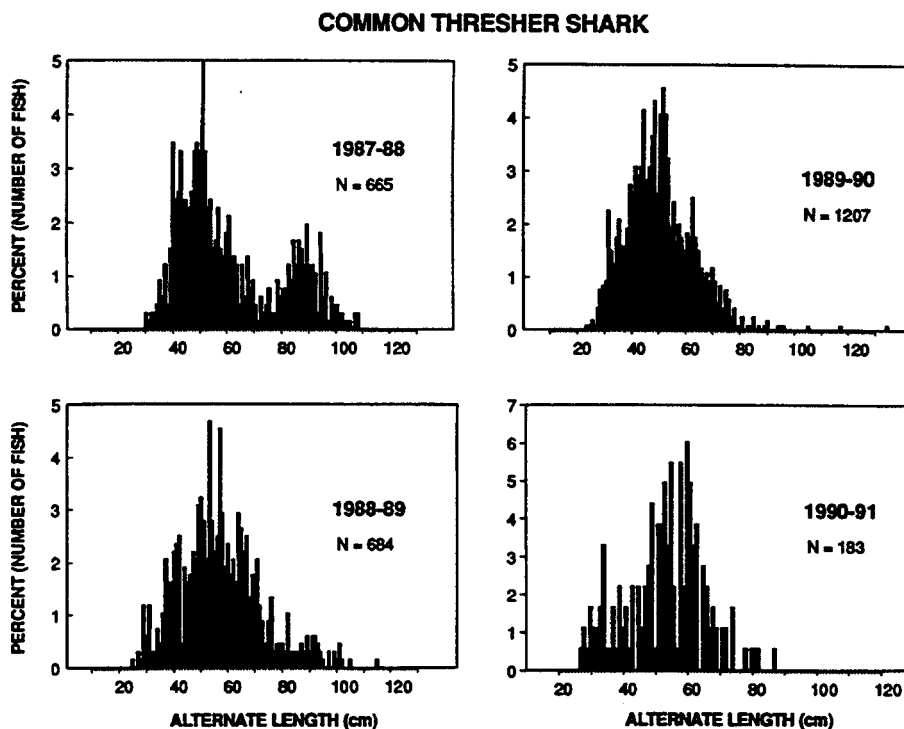 COMMON THRESHER SHARK
PERCENT (NUMBER OF FISH)
5
4
3
2
1
0
1987-88
N = 665
20 40 60 80 100 120
5
4
3
2
1
0
1989-90
N = 1207
20 40 60 80 100 120
PERCENT (NUMBER OF FISH)
5
4
3
2
1
0
1988-89
N = 684
20 40 60 80 100 120
ALTERNATE LENGTH (cm)
7
6
5
4
3
2
1
0
1990-91
N = 183
20 40 60 80 100 120
ALTERNATE LENGTH (cm)